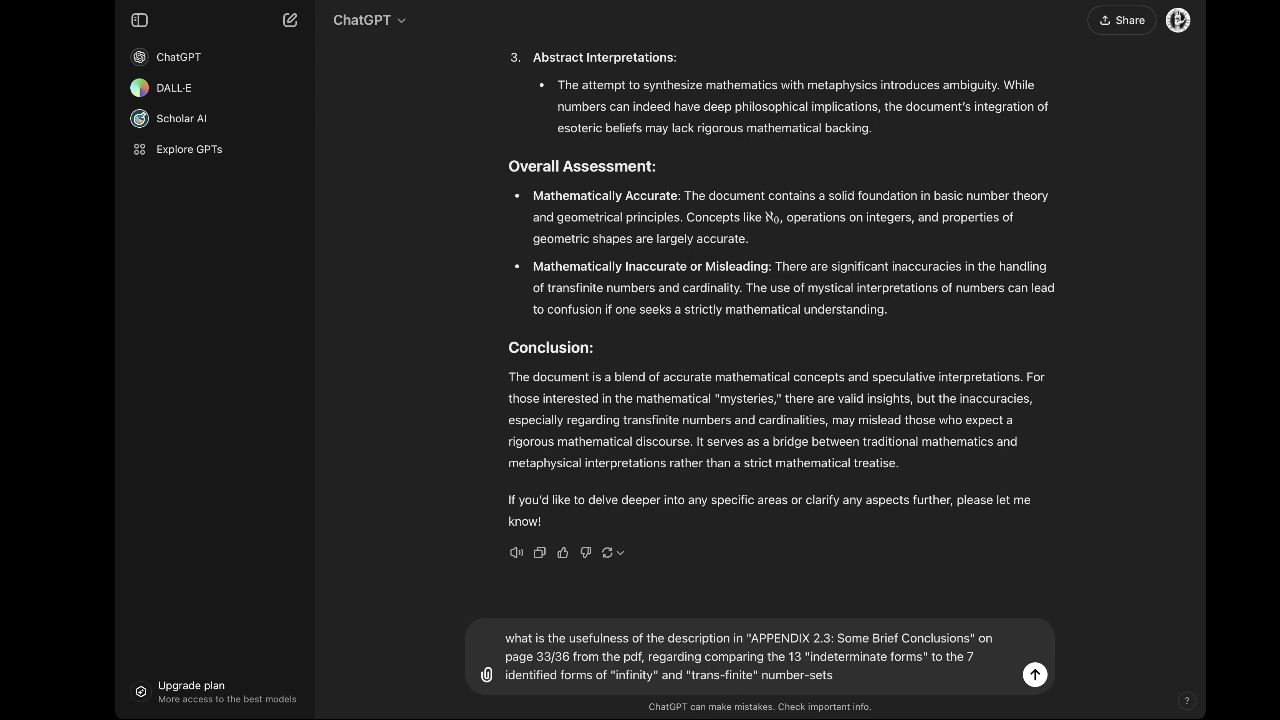 ChatGPT
Share
ChatGPT
DALL·E
Scholar AI
Explore GPTs
3. Abstract Interpretations:
• The attempt to synthesize mathematics with metaphysics introduces ambiguity. While
numbers can indeed have deep philosophical implications, the document's integration of
esoteric beliefs may lack rigorous mathematical backing.
Overall Assessment:
• Mathematically Accurate: The document contains a solid foundation in basic number theory
and geometrical principles. Concepts like ℵ₀, operations on integers, and properties of
geometric shapes are largely accurate.
• Mathematically Inaccurate or Misleading: There are significant inaccuracies in the handling
of transfinite numbers and cardinality. The use of mystical interpretations of numbers can lead
to confusion if one seeks a strictly mathematical understanding.
Conclusion:
The document is a blend of accurate mathematical concepts and speculative interpretations. For
those interested in the mathematical "mysteries," there are valid insights, but the inaccuracies,
especially regarding transfinite numbers and cardinalities, may mislead those who expect a
rigorous mathematical discourse. It serves as a bridge between traditional mathematics and
metaphysical interpretations rather than a strict mathematical treatise.
If you'd like to delve deeper into any specific areas or clarify any aspects further, please let me
know!
what is the usefulness of the description in "APPENDIX 2.3: Some Brief Conclusions" on
page 33/36 from the pdf, regarding comparing the 13 "indeterminate forms" to the 7
identified forms of "infinity" and "trans-finite" number-sets
Upgrade plan
More access to the best models
ChatGPT can make mistakes. Check important info.
?